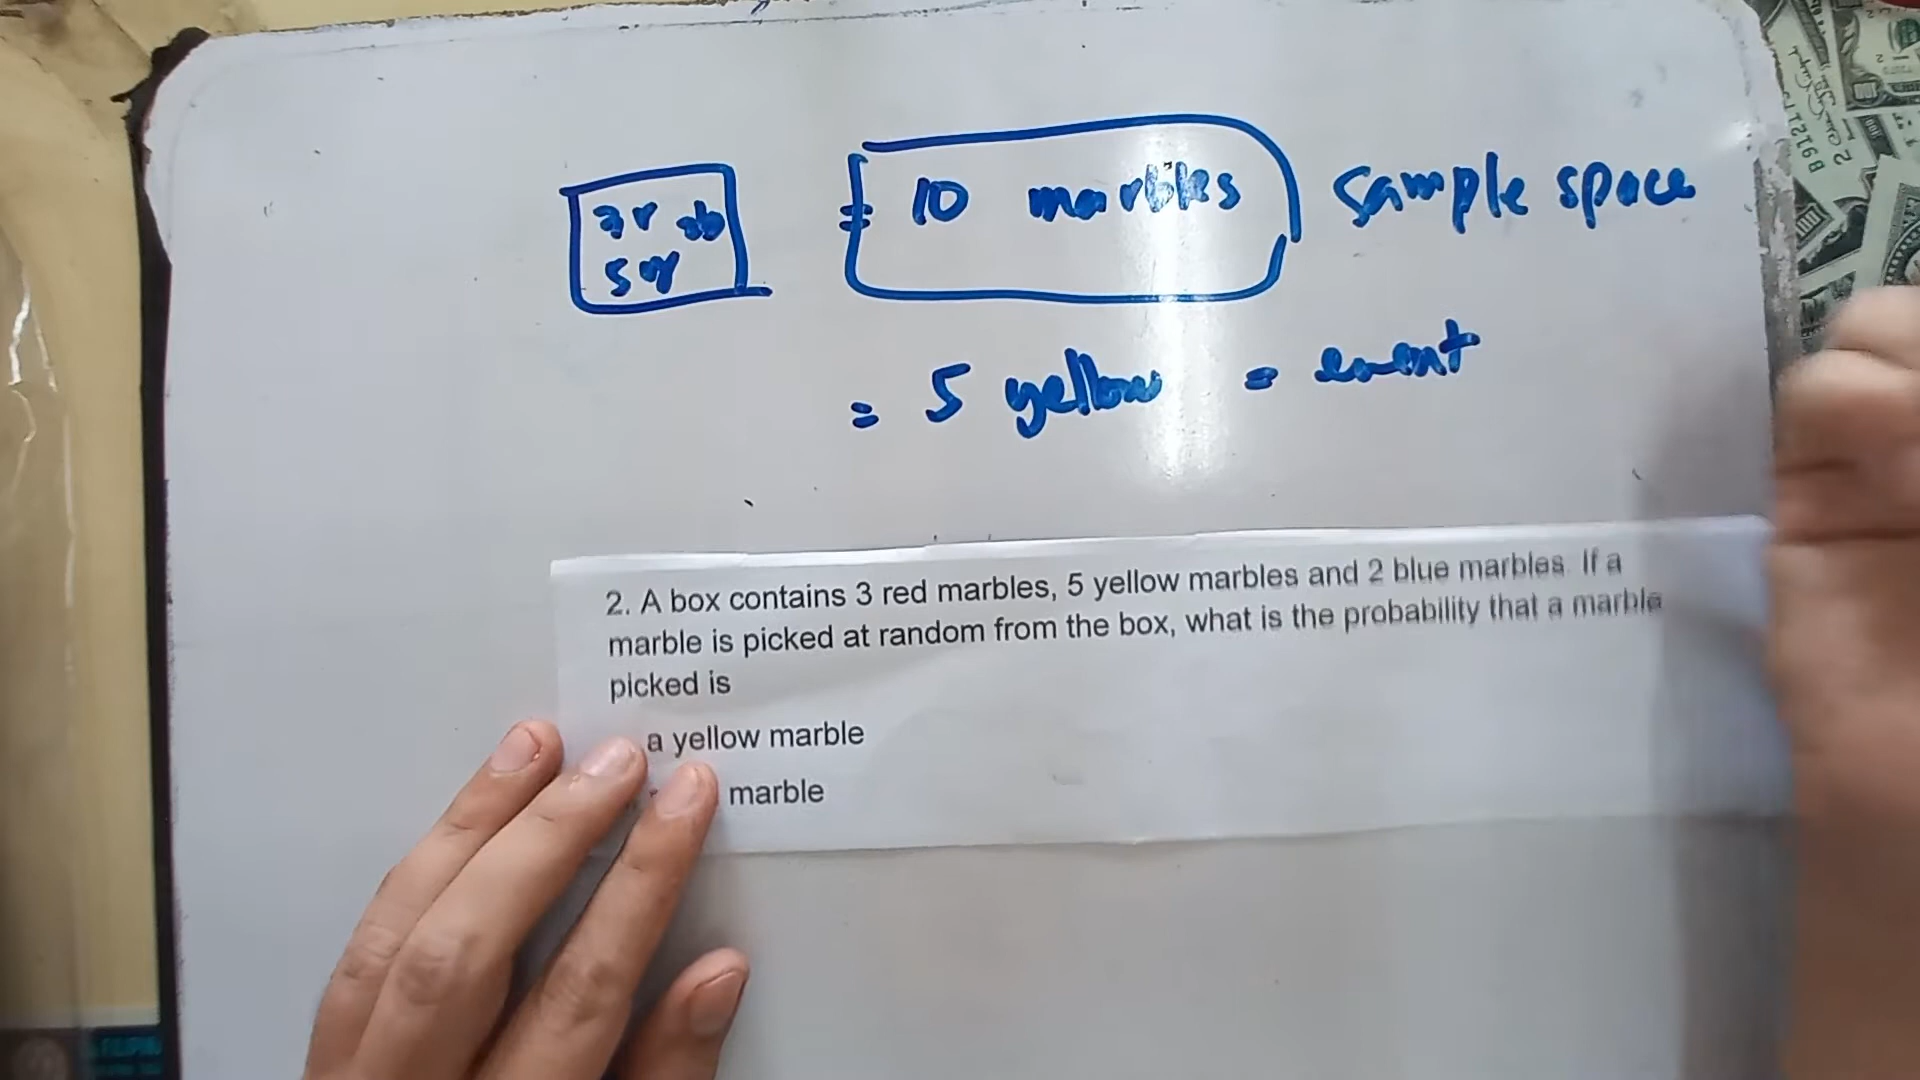 3r 2b
5y
= 10 marbles sample space
= 5 yellow = event
2. A box contains 3 red marbles, 5 yellow marbles and 2 blue marbles. If a
marble is picked at random from the box, what is the probability that a marble
picked is
a yellow marble
marble